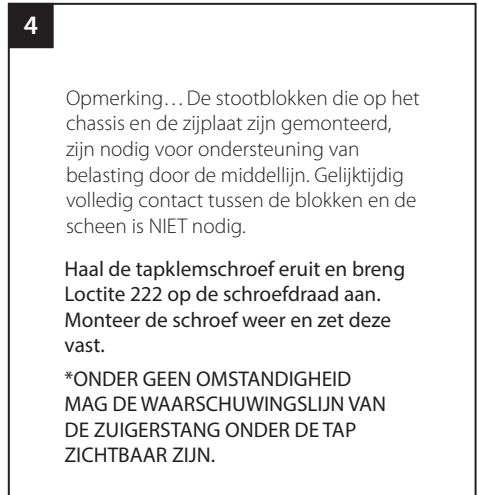 4
Opmerking… De stootblokken die op het
chassis en de zijplaat zijn gemonteerd,
zijn nodig voor ondersteuning van
belasting door de middellijn. Gelijktijdig
volledig contact tussen de blokken en de
scheen is NIET nodig.
Haal de tapklemschroef eruit en breng
Loctite 222 op de schroefdraad aan.
Monteer de schroef weer en zet deze
vast.
*ONDER GEEN OMSTANDIGHEID
MAG DE WAARSCHUWINGSLIJN VAN
DE ZUIGERSTANG ONDER DE TAP
ZICHTBAAR ZIJN.